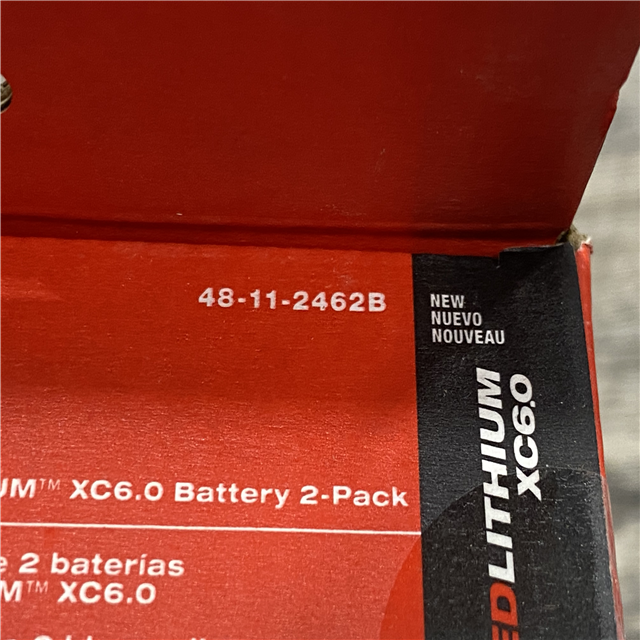 48-11-2462B
NEW
NUEVO
NOUVEAU
UM™ XC6.0 Battery 2-Pack
e 2 baterías
M™ XC6.0
EDLITHIUM
XC6.0